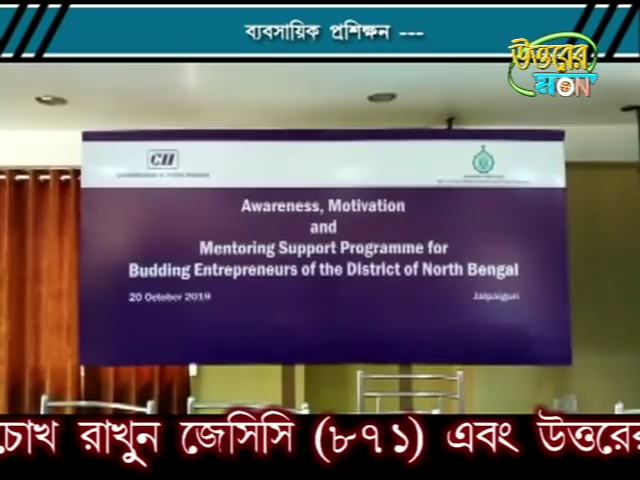 ব্যবসায়িক প্রশিক্ষন ---
উত্তরের
মন
CII
Awareness, Motivation
and
Mentoring Support Programme for
Budding Entrepreneurs of the District of North Bengal
20 October 2019
Jalpaiguri
চোখ রাখুন জেসিসি (৮৭১) এবং উত্তরের